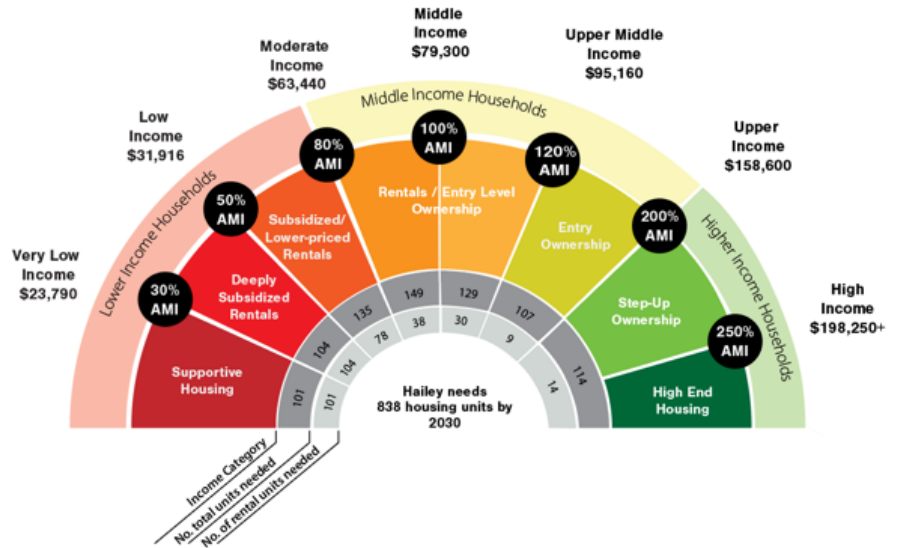 Middle
Income
$79,300
Upper Middle
Income
$95,160
Moderate
Income
$63,440
Low
Income
$31,916
Upper
Income
$158,600
Very Low
Income
$23,790
High
Income
$198,250+
Lower Income Households
Middle Income Households
Higher Income Households
30%
AMI
50%
AMI
80%
AMI
100%
AMI
120%
AMI
200%
AMI
250%
AMI
Supportive
Housing
Deeply
Subsidized
Rentals
Subsidized/
Lower-priced
Rentals
Rentals / Entry Level
Ownership
Entry
Ownership
Step-Up
Ownership
High End
Housing
101
104
135
149
129
107
114
101
104
78
38
30
9
14
Hailey needs
838 housing units by
2030
Income Category
No. total units needed
No. of rental units needed